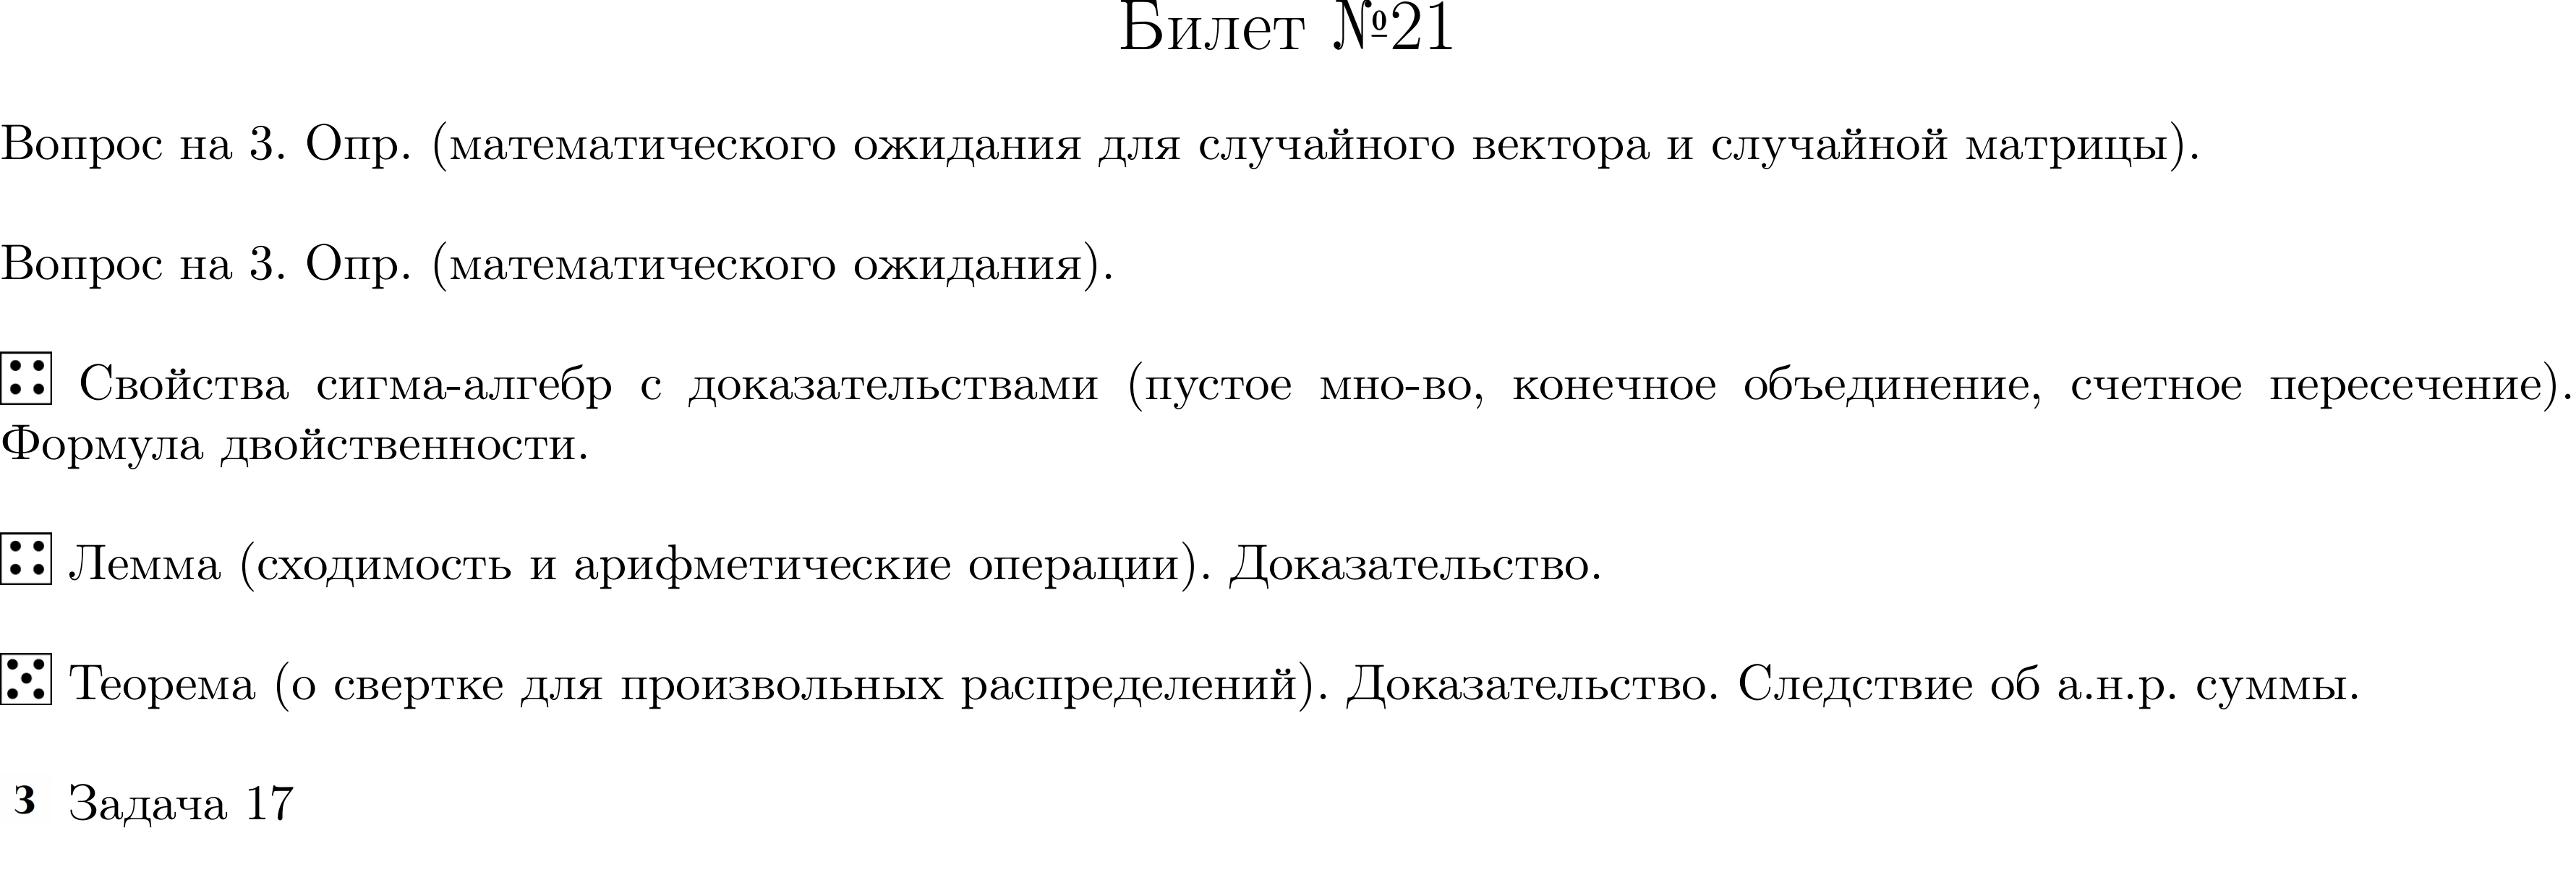 Билет №21
Вопрос на 3. Опр. (математического ожидания для случайного вектора и случайной матрицы).
Вопрос на 3. Опр. (математического ожидания).
Свойства сигма-алгебр с доказательствами (пустое мно-во, конечное объединение, счетное пересечение).
Формула двойственности.
Лемма (сходимость и арифметические операции). Доказательство.
Теорема (о свертке для произвольных распределений). Доказательство. Следствие об а.н.р. суммы.
З Задача 17